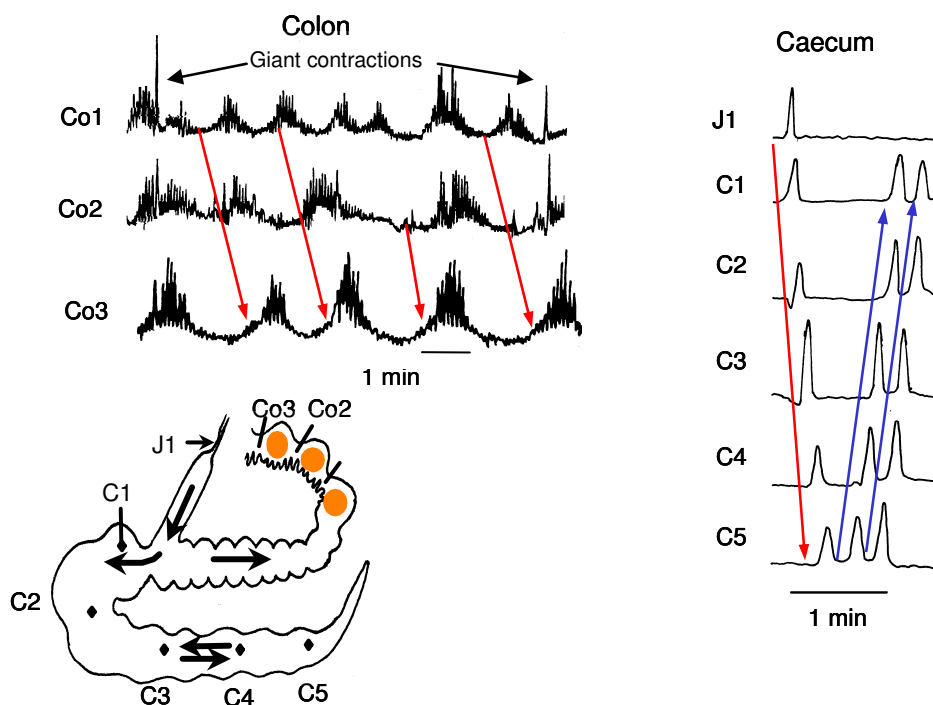 Colon
Giant contractions
Co1
Co2
Co3
1 min
Caecum
J1
C1
C2
C3
C4
C5
1 min
Co3 Co2
J1
C1
C2
C3 C4 C5